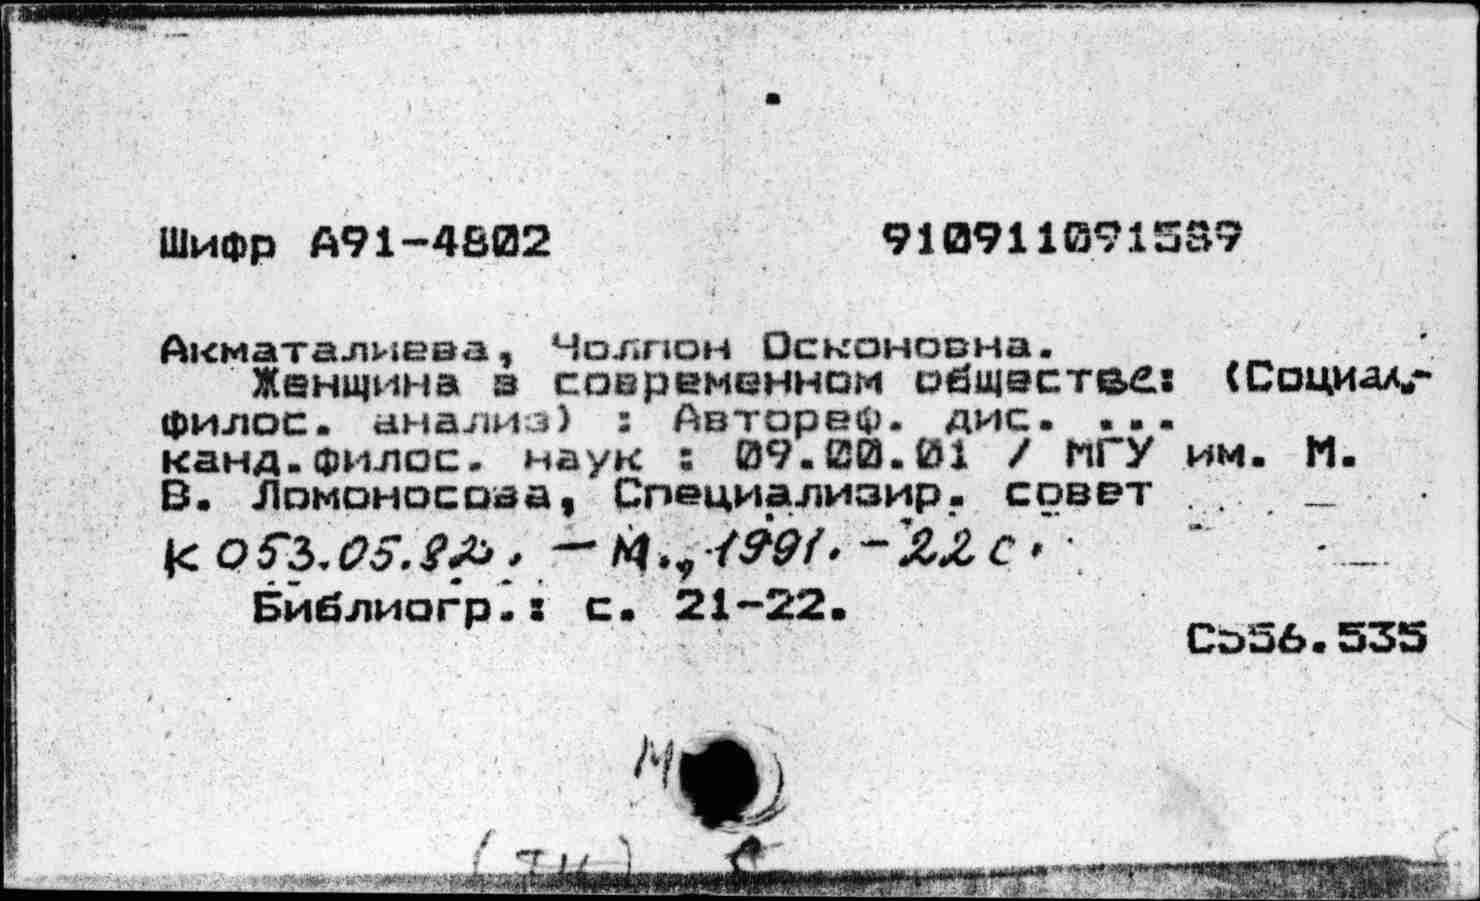 Шифр А91-4802 910911091589
Акматалиева, Чолпон Осконовна.
Женщина в современном обществе: (Социал.-
филос. анализ) : Автореф. дис. ...
канд.филос. наук : 09.00.01 / МГУ им. М.
В. Ломоносова, Специализир. совет
К 053.05.82. – М., 1991. – 22 с.
Библиогр.: с. 21-22.
С556.535
М